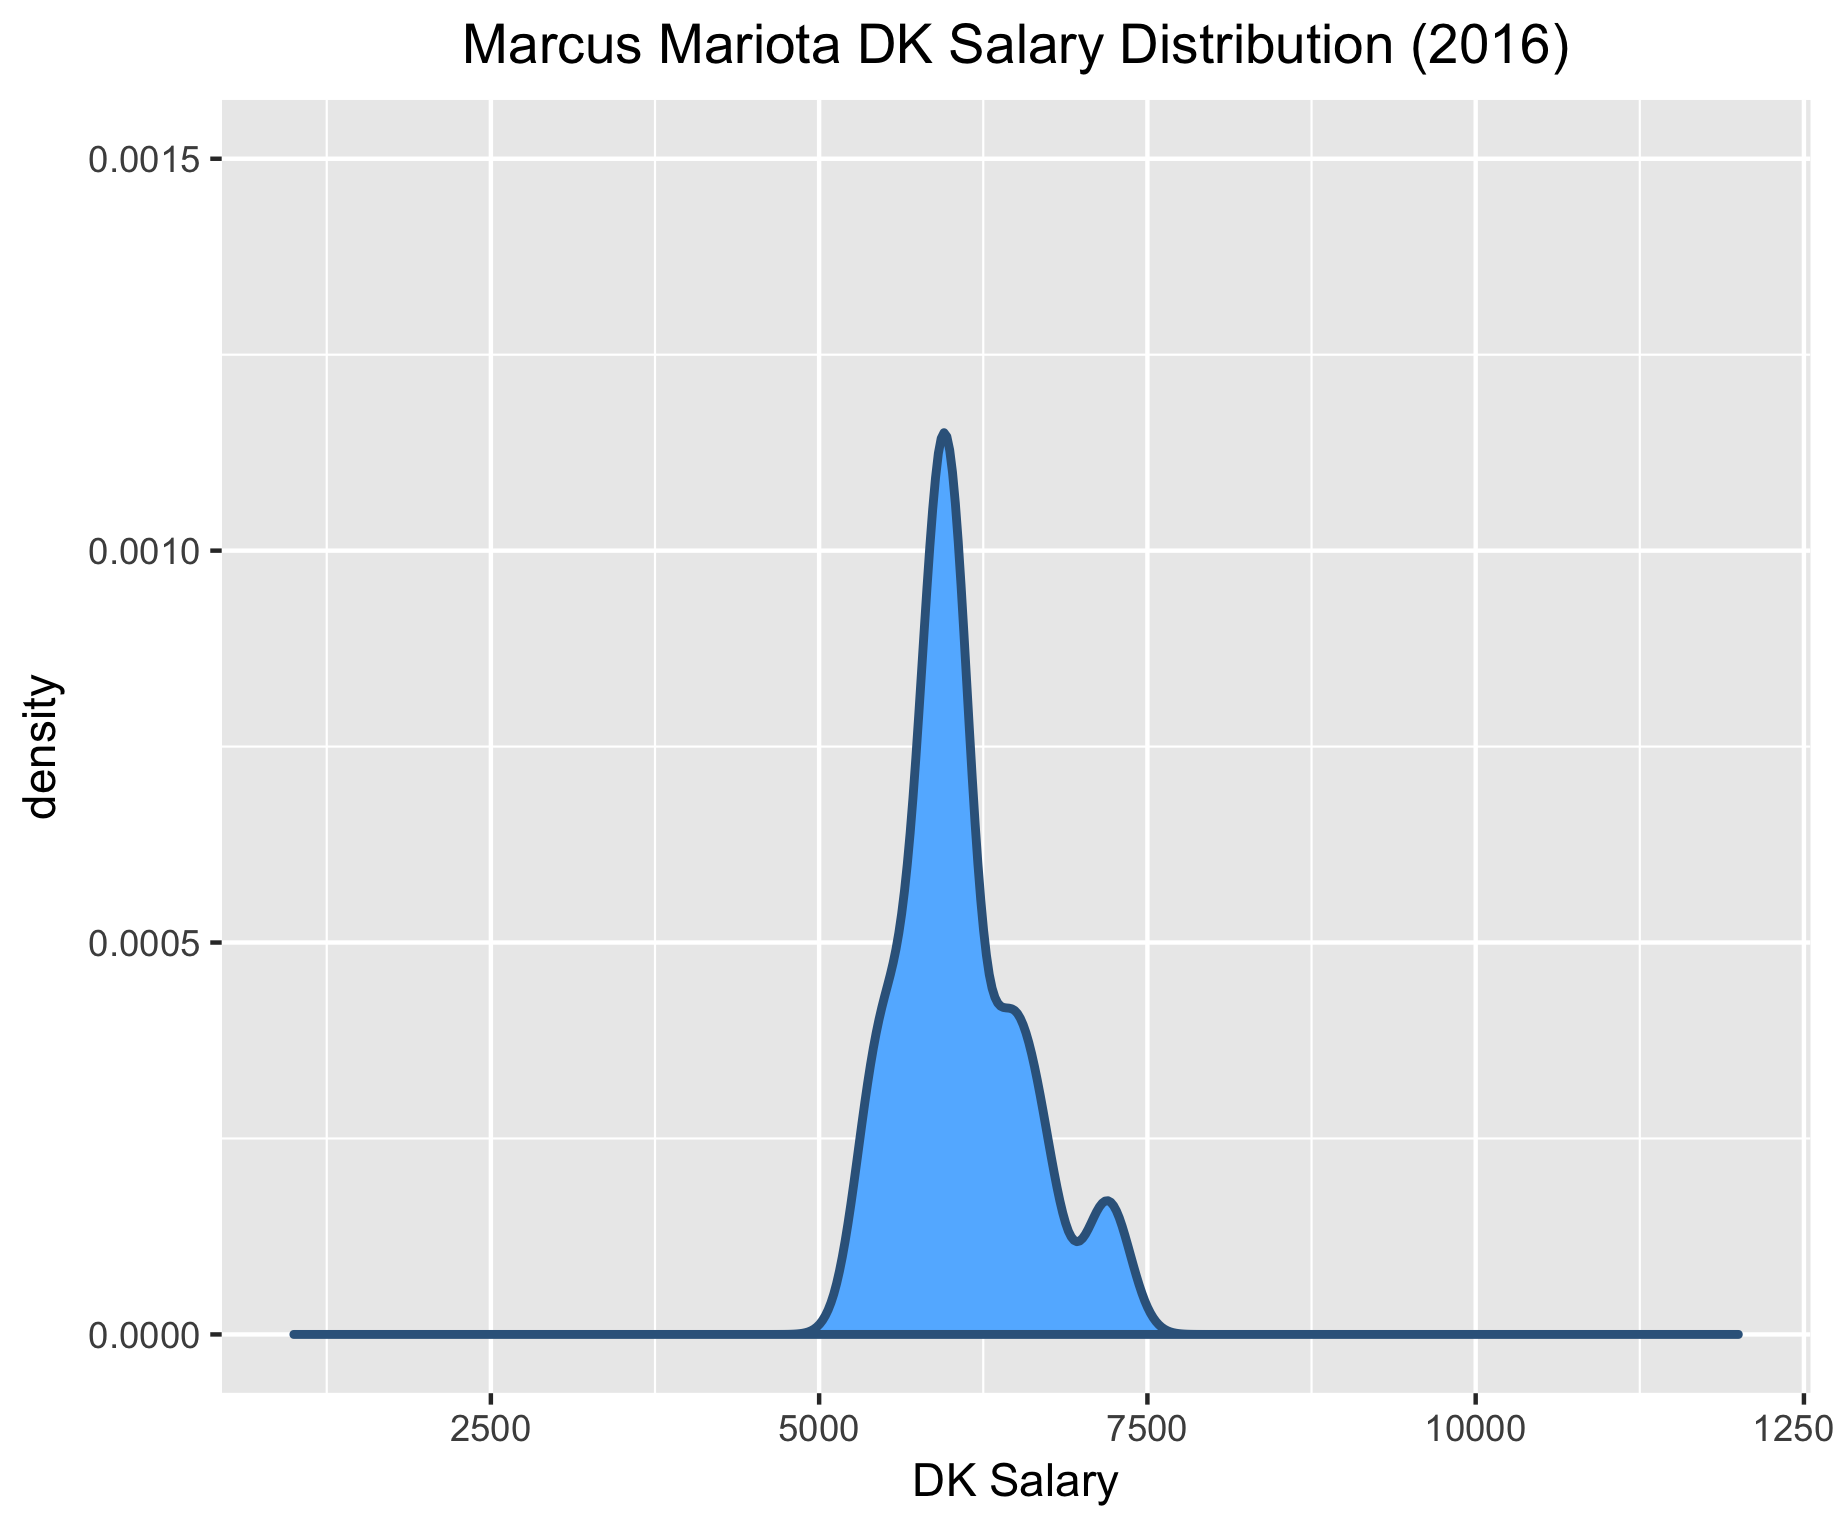 Marcus Mariota DK Salary Distribution (2016)
0.0015
0.0010
0.0005
0.0000
density
2500 5000 7500 10000 1250
DK Salary